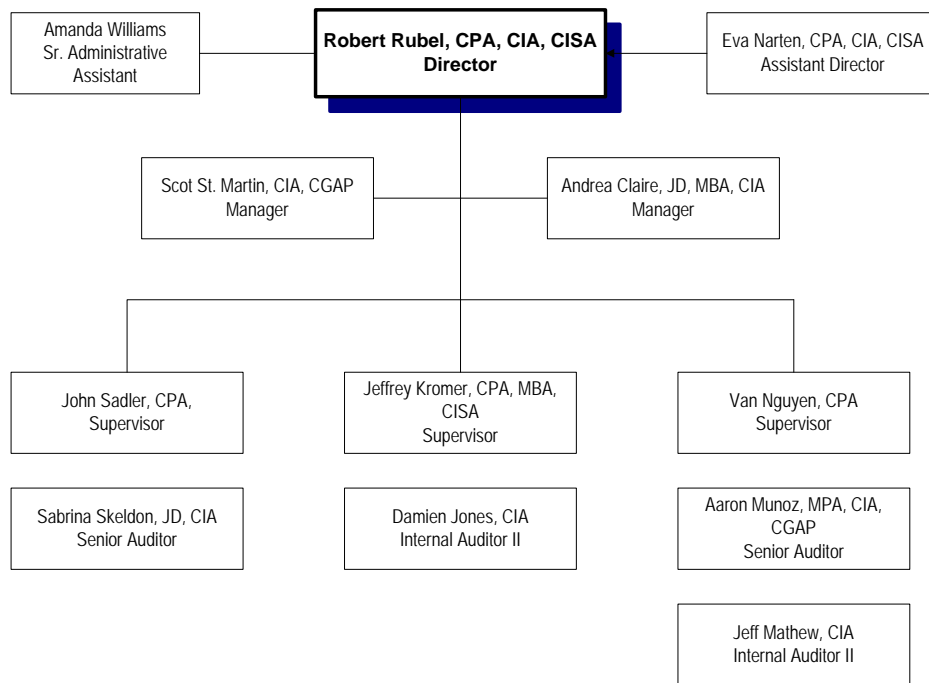 Amanda Williams
Sr. Administrative
Assistant
Robert Rubel, CPA, CIA, CISA
Director
Eva Narten, CPA, CIA, CISA
Assistant Director
Scot St. Martin, CIA, CGAP
Manager
Andrea Claire, JD, MBA, CIA
Manager
John Sadler, CPA,
Supervisor
Jeffrey Kromer, CPA, MBA,
CISA
Supervisor
Van Nguyen, CPA
Supervisor
Sabrina Skeldon, JD, CIA
Senior Auditor
Damien Jones, CIA
Internal Auditor II
Aaron Munoz, MPA, CIA,
CGAP
Senior Auditor
Jeff Mathew, CIA
Internal Auditor II